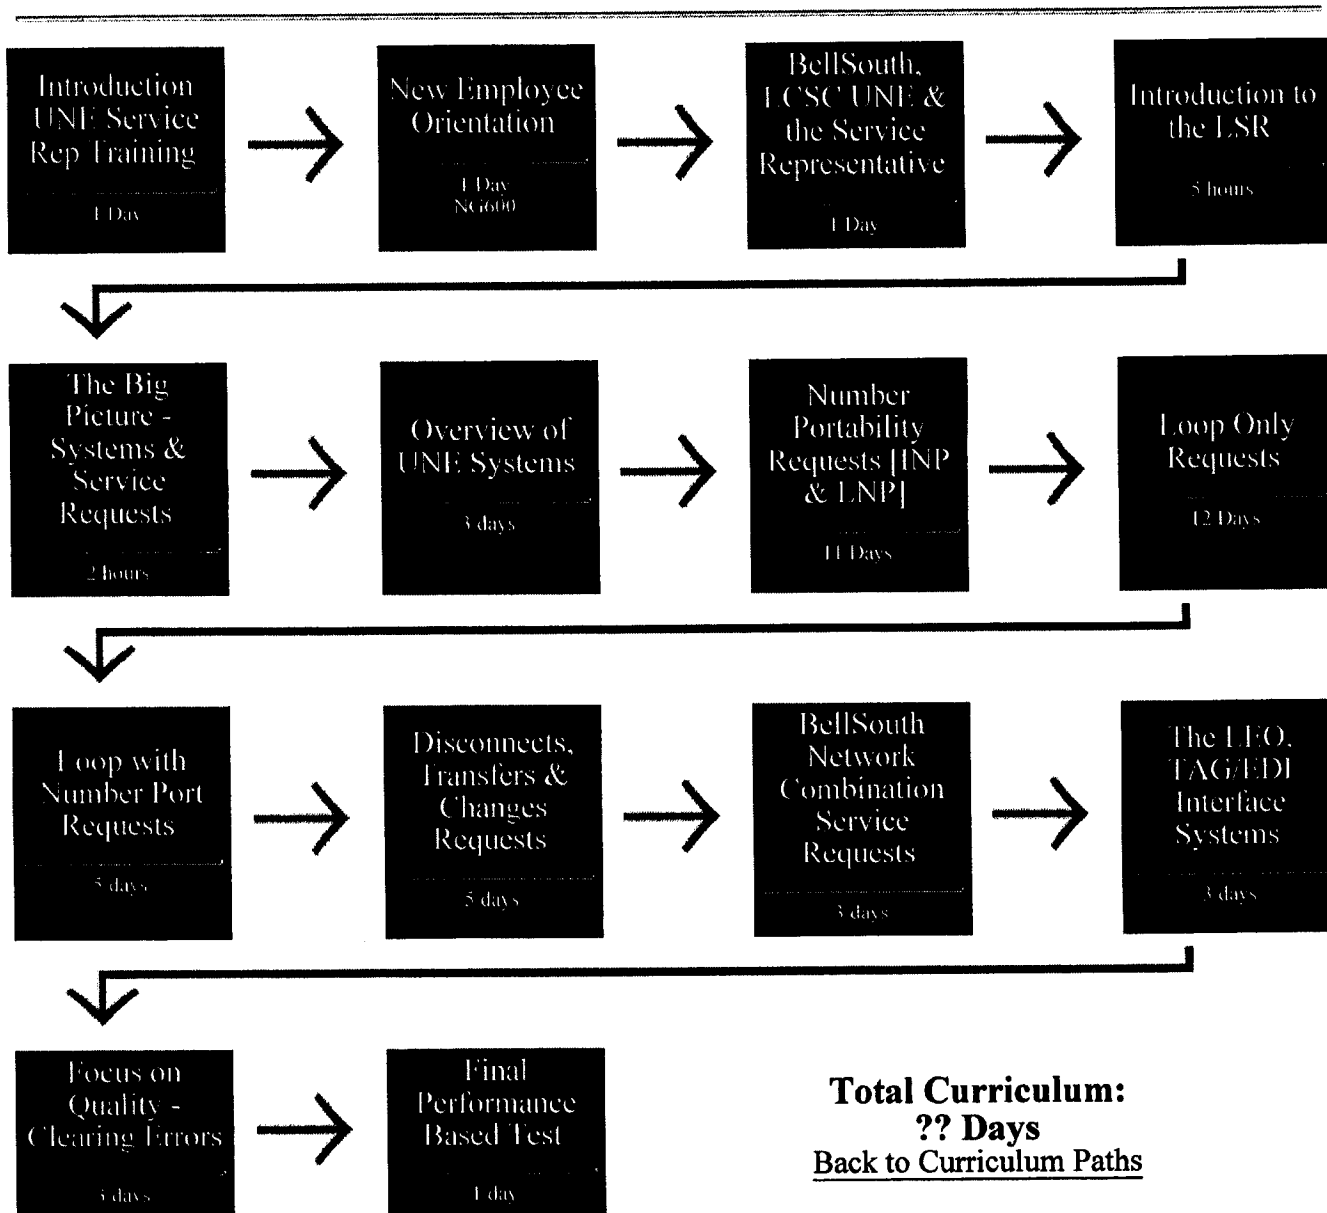 Introduction
UNE Service
Rep Training
1 Day
New Employee
Orientation
1 Day
NG600
BellSouth,
LCSC UNE &
the Service
Representative
1 Day
Introduction to
the LSR
5 hours
The Big
Picture -
Systems &
Service
Requests
2 hours
Overview of
UNE Systems
3 days
Number
Portability
Requests [INP
& LNP]
11 Days
Loop Only
Requests
12 Days
Loop with
Number Port
Requests
5 days
Disconnects,
Transfers &
Changes
Requests
5 days
BellSouth
Network
Combination
Service
Requests
3 days
The LEO,
TAG/EDI
Interface
Systems
3 days
Focus on
Quality -
Clearing Errors
3 days
Final
Performance
Based Test
1 day
Total Curriculum:
?? Days
Back to Curriculum Paths